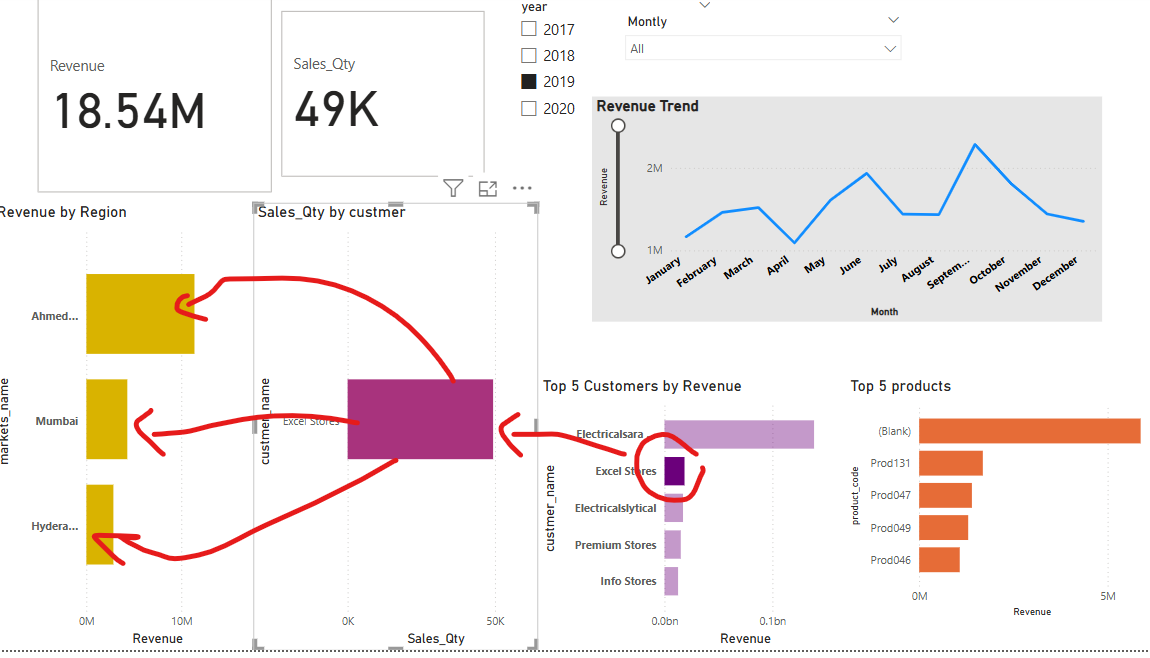 year
Montly
2017
All
2018
2019
2020
Revenue
18.54M
Sales_Qty
49K
Revenue Trend
Revenue
2M
1M
January
February
March
April
May
June
July
August
Septem...
October
November
December
Month
Revenue by Region
markets_name
Ahmed...
Mumbai
Hydera...
0M
10M
Revenue
Sales_Qty by custmer
custmer_name
Excel Stores
0K
50K
Sales_Qty
Top 5 Customers by Revenue
custmer_name
Electricalsara...
Excel Stores
Electricalslytical
Premium Stores
Info Stores
0.0bn
0.1bn
Revenue
Top 5 products
product_code
(Blank)
Prod131
Prod047
Prod049
Prod046
0M
5M
Revenue